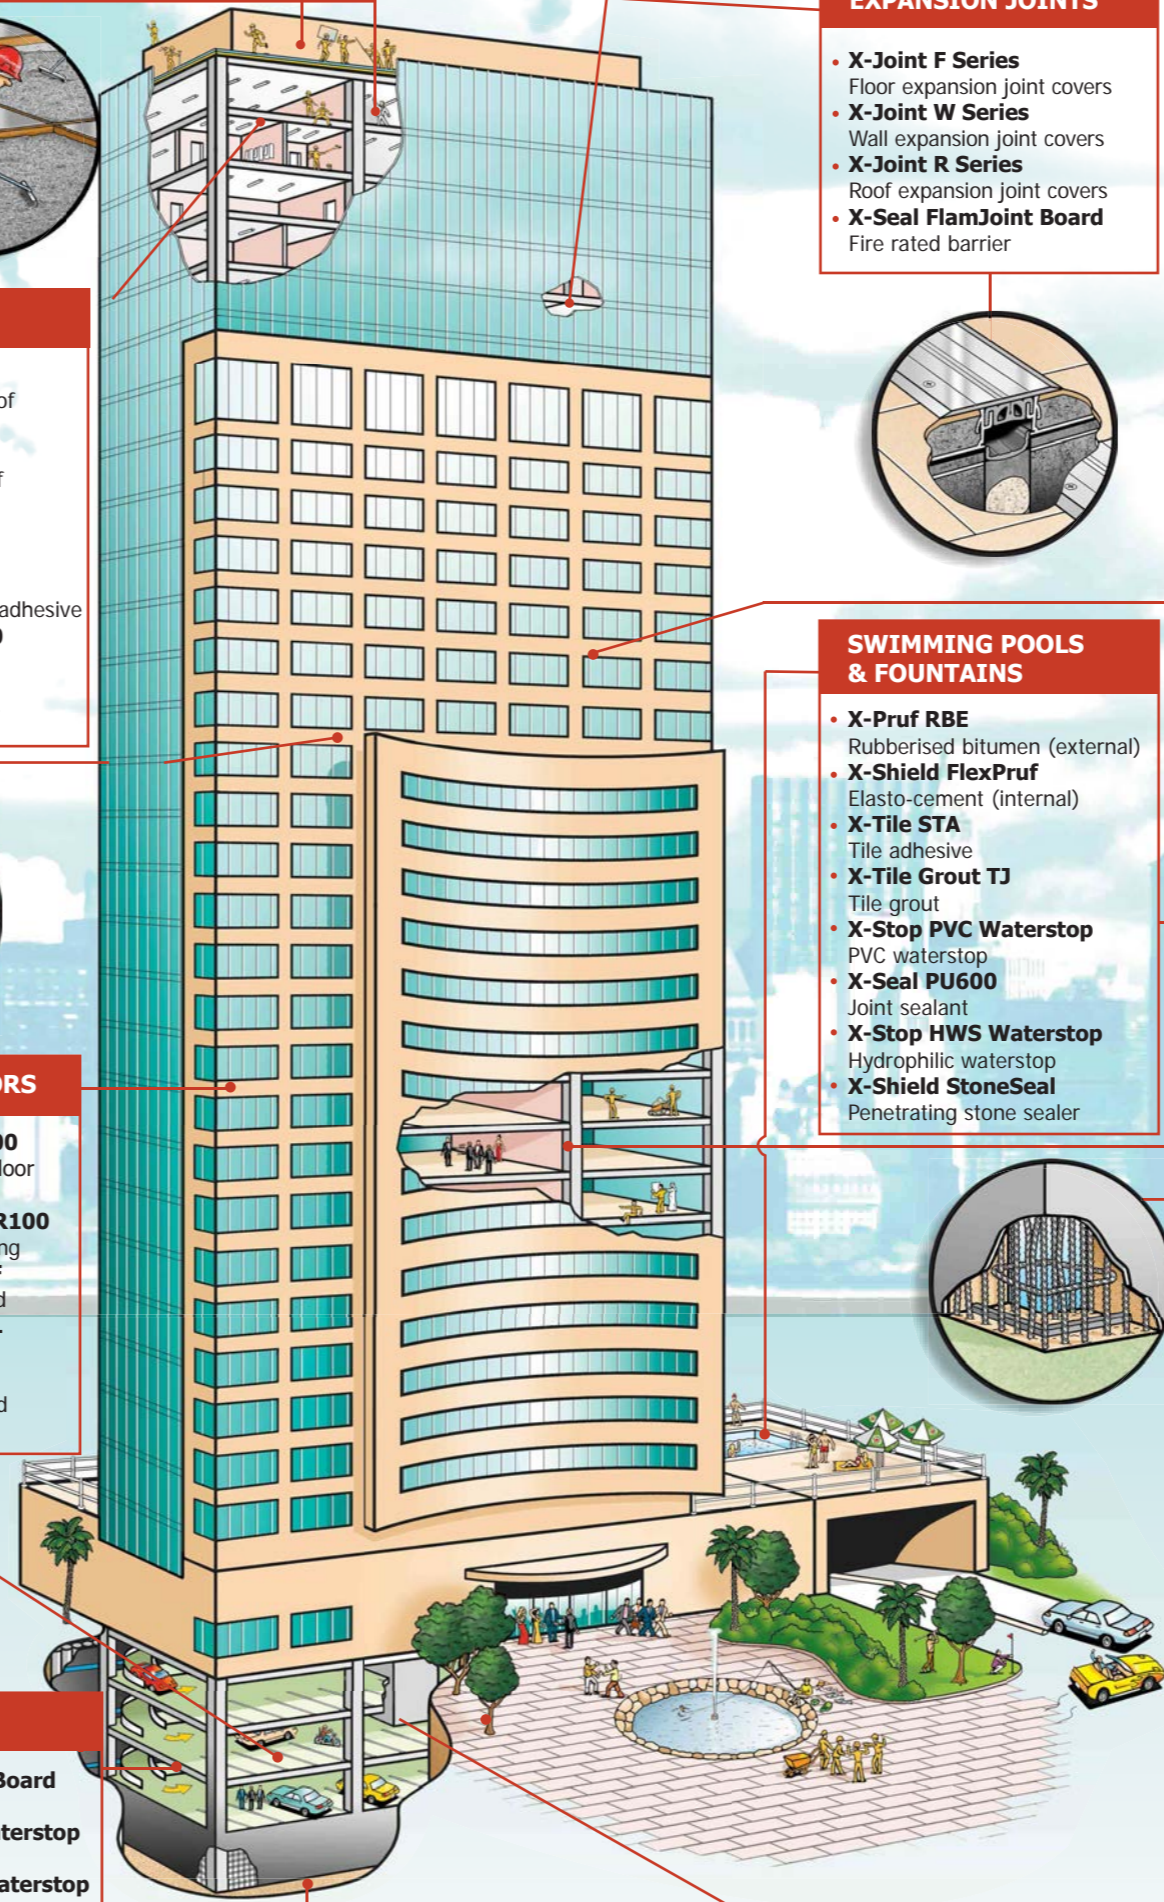 EXPANSION JOINTS
• X-Joint F Series
Floor expansion joint covers
• X-Joint W Series
Wall expansion joint covers
• X-Joint R Series
Roof expansion joint covers
• X-Seal FlamJoint Board
Fire rated barrier
of
adhesive
SWIMMING POOLS
& FOUNTAINS
• X-Pruf RBE
Rubberised bitumen (external)
• X-Shield FlexPruf
Elasto-cement (internal)
• X-Tile STA
Tile adhesive
• X-Tile Grout TJ
Tile grout
• X-Stop PVC Waterstop
PVC waterstop
• X-Seal PU600
Joint sealant
• X-Stop HWS Waterstop
Hydrophilic waterstop
• X-Shield StoneSeal
Penetrating stone sealer
ORS
00
loor
R100
ng
d
d
Board
terstop
aterstop